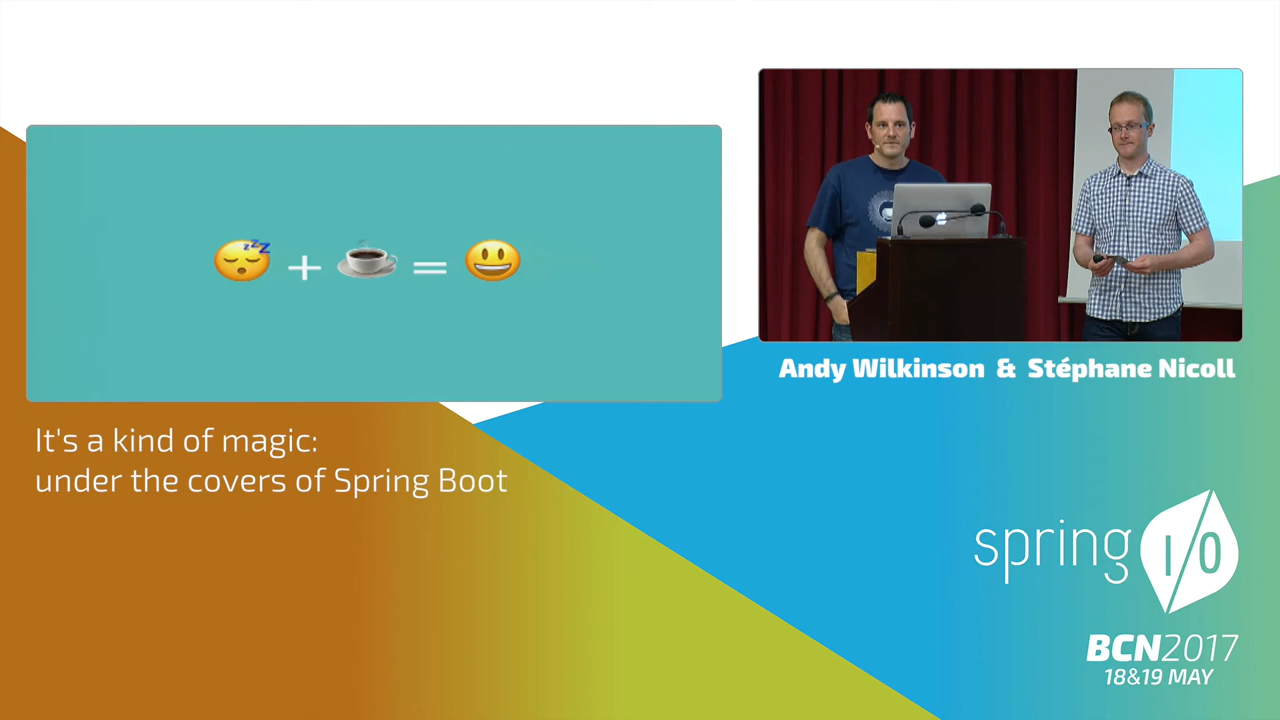 😴 + ☕ = 😃
Andy Wilkinson & Stéphane Nicoll
It's a kind of magic:
under the covers of Spring Boot
spring I/O
BCN2017
18&19 MAY